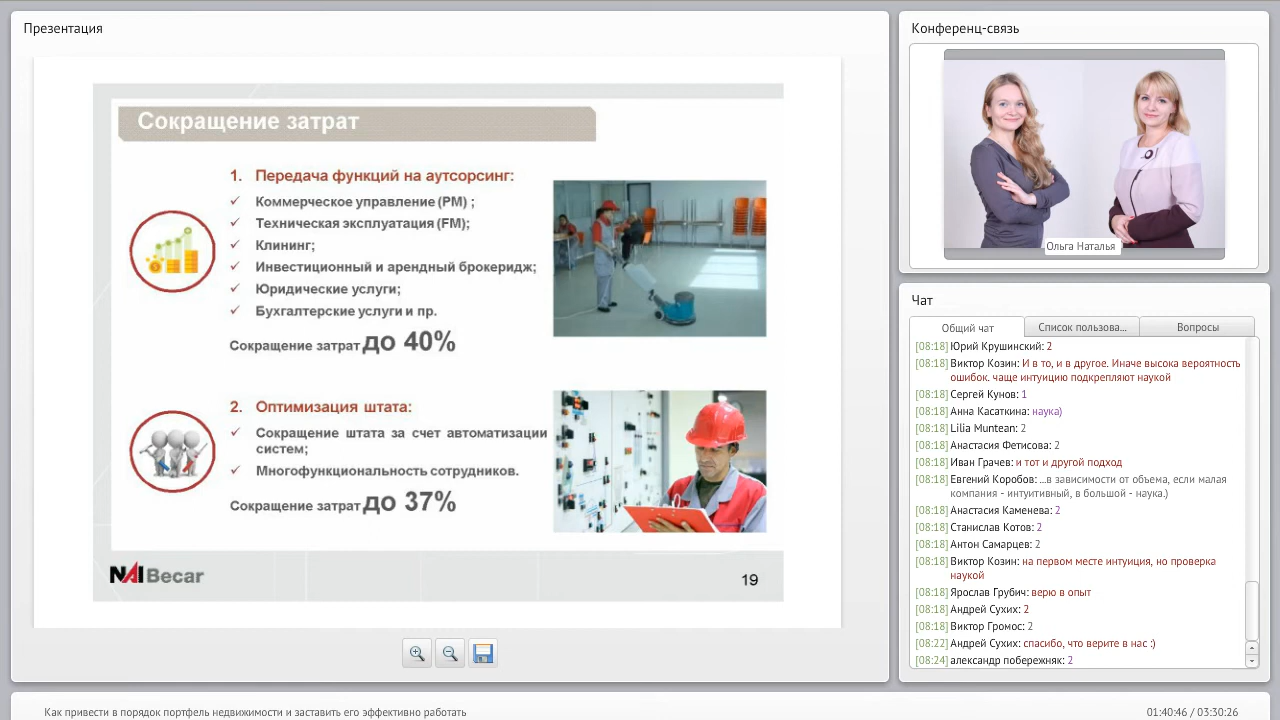 Презентация
Сокращение затрат
1. Передача функций на аутсорсинг:
✓ Коммерческое управление (PM) ;
✓ Техническая эксплуатация (FM);
✓ Клининг;
✓ Инвестиционный и арендный брокеридж;
✓ Юридические услуги;
✓ Бухгалтерские услуги и пр.
Сокращение затрат до 40%
2. Оптимизация штата:
✓ Сокращение штата за счет автоматизации
систем;
✓ Многофункциональность сотрудников.
Сокращение затрат до 37%
NAI Becar
19
Конференц-связь
Ольга Наталья
Чат
Общий чат
Список пользова...
Вопросы
[08:18] Юрий Крушинский: 2
[08:18] Виктор Козин: И в то, и в другое. Иначе высока вероятность
ошибок. чаще интуицию подкрепляют наукой
[08:18] Сергей Кунов: 1
[08:18] Анна Касаткина: наука)
[08:18] Lilia Muntean: 2
[08:18] Анастасия Фетисова: 2
[08:18] Иван Грачев: и тот и другой подход
[08:18] Евгений Коробов: ...в зависимости от объема, если малая
компания - интуитивный, в большой - наука.)
[08:18] Анастасия Каменева: 2
[08:18] Станислав Котов: 2
[08:18] Антон Самарцев: 2
[08:18] Виктор Козин: на первом месте интуиция, но проверка
наукой
[08:18] Ярослав Грубич: верю в опыт
[08:18] Андрей Сухих: 2
[08:18] Виктор Громос: 2
[08:22] Андрей Сухих: спасибо, что верите в нас :)
[08:24] александр побережняк: 2
Как привести в порядок портфель недвижимости и заставить его эффективно работать
01:40:46 / 03:30:26